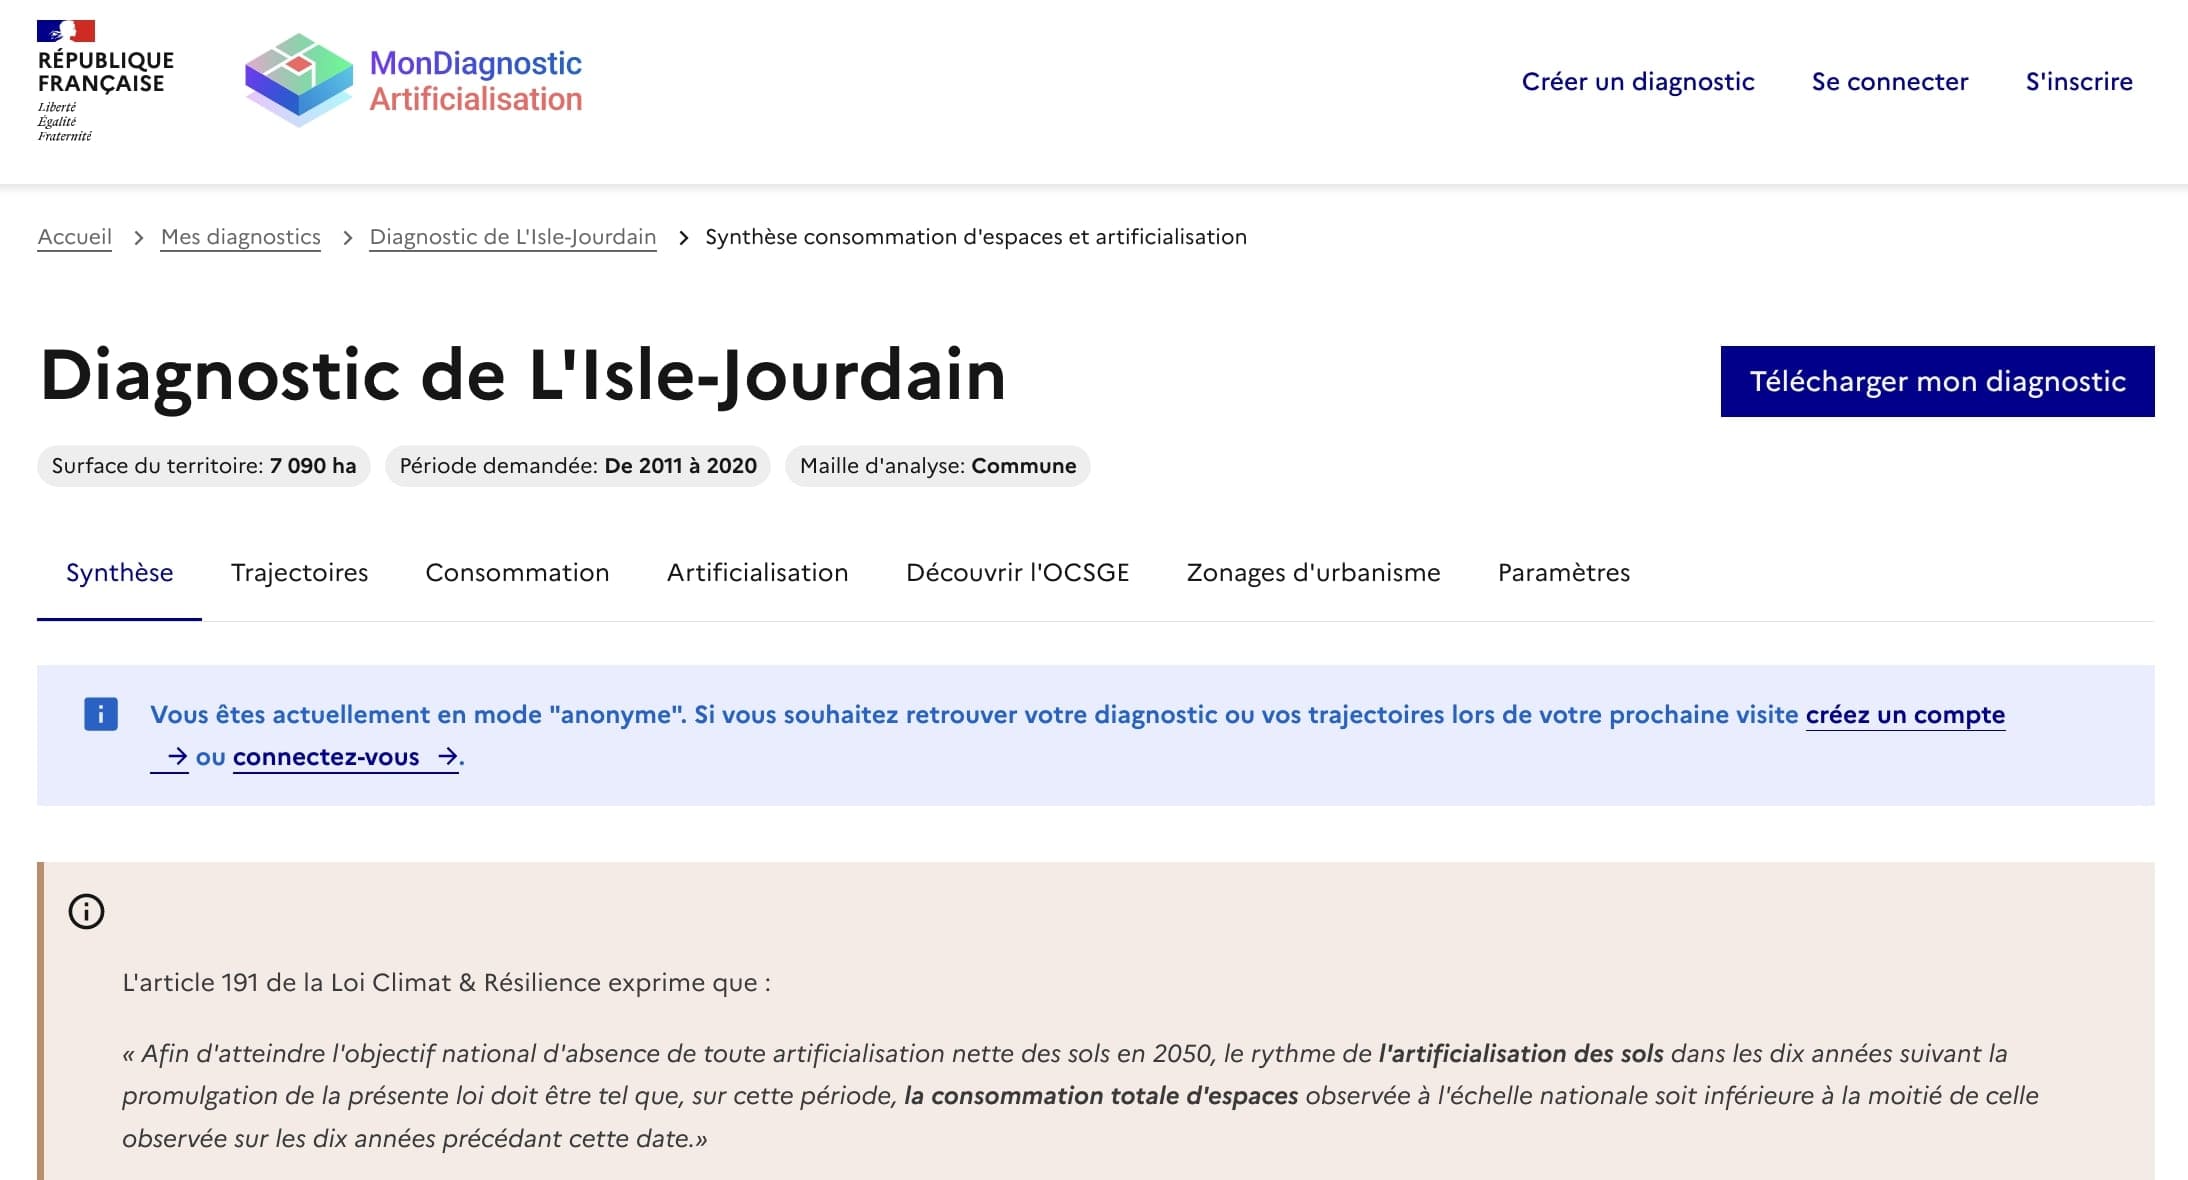 RÉPUBLIQUE
FRANÇAISE
Liberté
Égalité
Fraternité
MonDiagnostic
Artificialisation
Créer un diagnostic Se connecter S'inscrire
Accueil > Mes diagnostics > Diagnostic de L'Isle-Jourdain > Synthèse consommation d'espaces et artificialisation
Diagnostic de L'Isle-Jourdain
Télécharger mon diagnostic
Surface du territoire: 7 090 ha Période demandée: De 2011 à 2020 Maille d'analyse: Commune
Synthèse Trajectoires Consommation Artificialisation Découvrir l'OCSGE Zonages d'urbanisme Paramètres
Vous êtes actuellement en mode "anonyme". Si vous souhaitez retrouver votre diagnostic ou vos trajectoires lors de votre prochaine visite créez un compte
→ ou connectez-vous →.
L'article 191 de la Loi Climat & Résilience exprime que :
« Afin d'atteindre l'objectif national d'absence de toute artificialisation nette des sols en 2050, le rythme de l'artificialisation des sols dans les dix années suivant la
promulgation de la présente loi doit être tel que, sur cette période, la consommation totale d'espaces observée à l'échelle nationale soit inférieure à la moitié de celle
observée sur les dix années précédant cette date.»